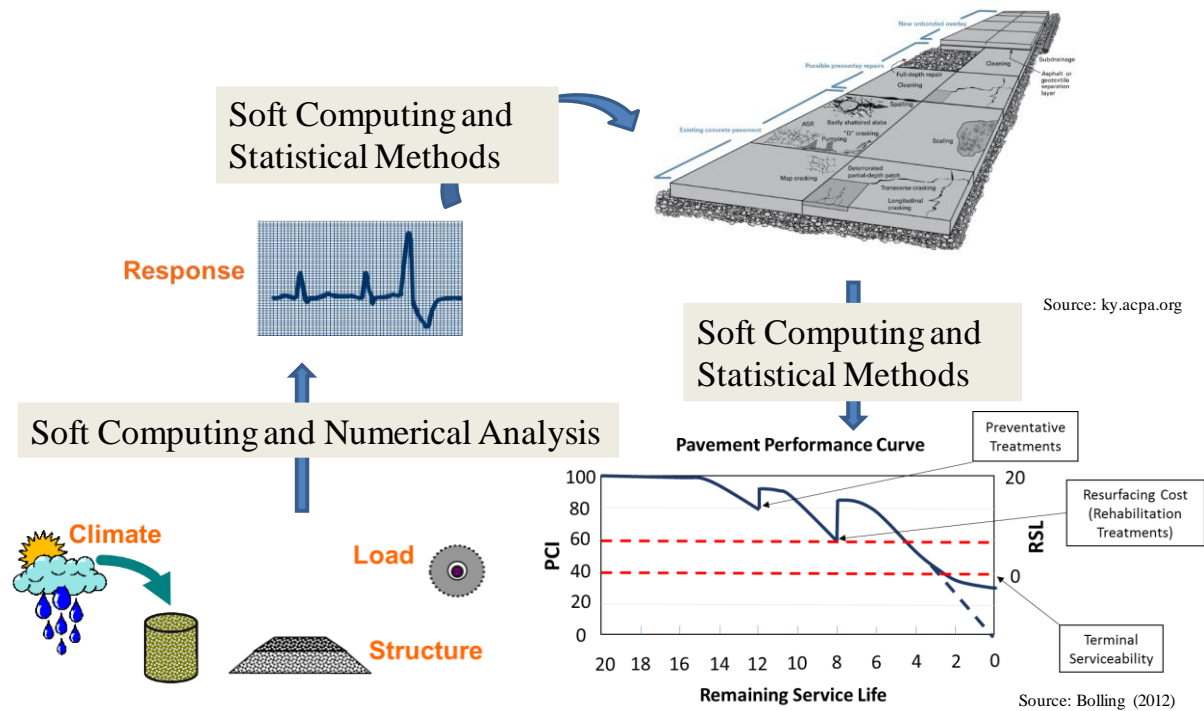 New unbonded overlay
Possible preoverlay repairs
Existing concrete pavement
Full-depth repair
Cleaning
Cleaning
Subdrainage
Asphalt or
geotextile
separation
layer
Spalling
Badly shattered slabs
ASR
"D" cracking
Pumping
Scaling
Map cracking
Deteriorated
partial-depth patch
Transverse cracking
Longitudinal
cracking
Source: ky.acpa.org
Soft Computing and
Statistical Methods
Response
Soft Computing and Numerical Analysis
Climate
Load
Structure
Soft Computing and
Statistical Methods
Pavement Performance Curve
Preventative
Treatments
Resurfacing Cost
(Rehabilitation
Treatments)
Terminal
Serviceability
PCI
100
80
60
40
20
0
20
0
RSL
20 18 16 14 12 10 8 6 4 2 0
Remaining Service Life
Source: Bolling (2012)